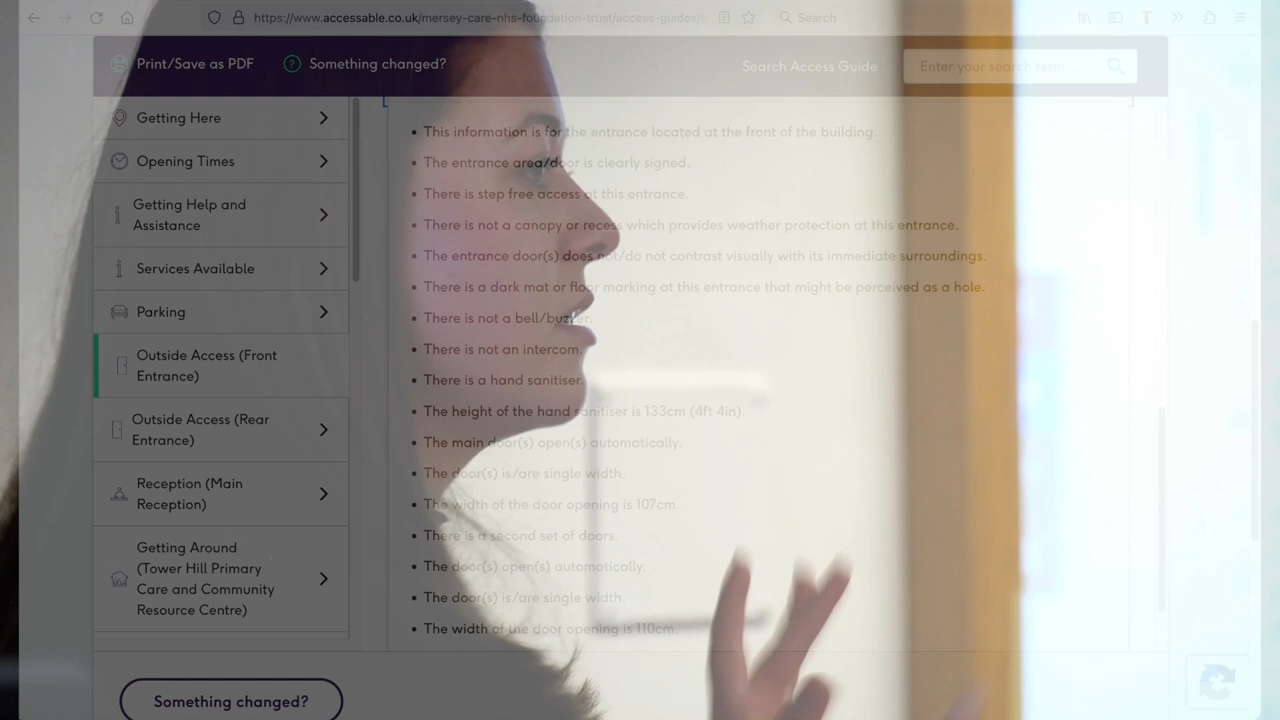 https://www.accessable.co.uk/mersey-care-nhs-foundation-trust/access-guides/t
Search
Print/Save as PDF
Something changed?
Search Access Guide
Enter your search term...
Getting Here
Opening Times
Getting Help and
Assistance
Services Available
Parking
Outside Access (Front
Entrance)
Outside Access (Rear
Entrance)
Reception (Main
Reception)
Getting Around
(Tower Hill Primary
Care and Community
Resource Centre)
This information is for the entrance located at the front of the building.
The entrance area/door is clearly signed.
There is step free access at this entrance.
There is not a canopy or recess which provides weather protection at this entrance.
The entrance door(s) does not/do not contrast visually with its immediate surroundings.
There is a dark mat or floor marking at this entrance that might be perceived as a hole.
There is not a bell/buzzer.
There is not an intercom.
There is a hand sanitiser.
The height of the hand sanitiser is 133cm (4ft 4in).
The main door(s) open(s) automatically.
The door(s) is/are single width.
The width of the door opening is 107cm.
There is a second set of doors.
The door(s) open(s) automatically.
The door(s) is/are single width.
The width of the door opening is 110cm.
Something changed?